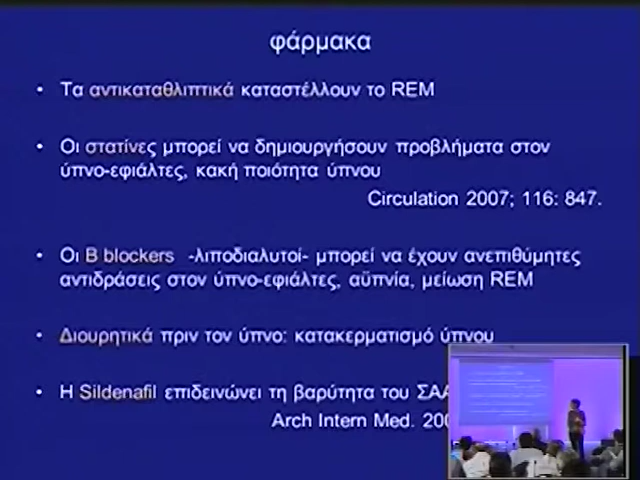 φάρμακα
• Τα αντικαταθλιπτικά καταστέλλουν το REM
• Οι στατίνες μπορεί να δημιουργήσουν προβλήματα στον
ύπνο-εφιάλτες, κακή ποιότητα ύπνου
Circulation 2007; 116: 847.
• Οι B blockers -λιποδιαλυτοί- μπορεί να έχουν ανεπιθύμητες
αντιδράσεις στον ύπνο-εφιάλτες, αϋπνία, μείωση REM
• Διουρητικά πριν τον ύπνο: κατακερματισμό ύπνου
• Η Sildenafil επιδεινώνει τη βαρύτητα του
Arch Intern Med.